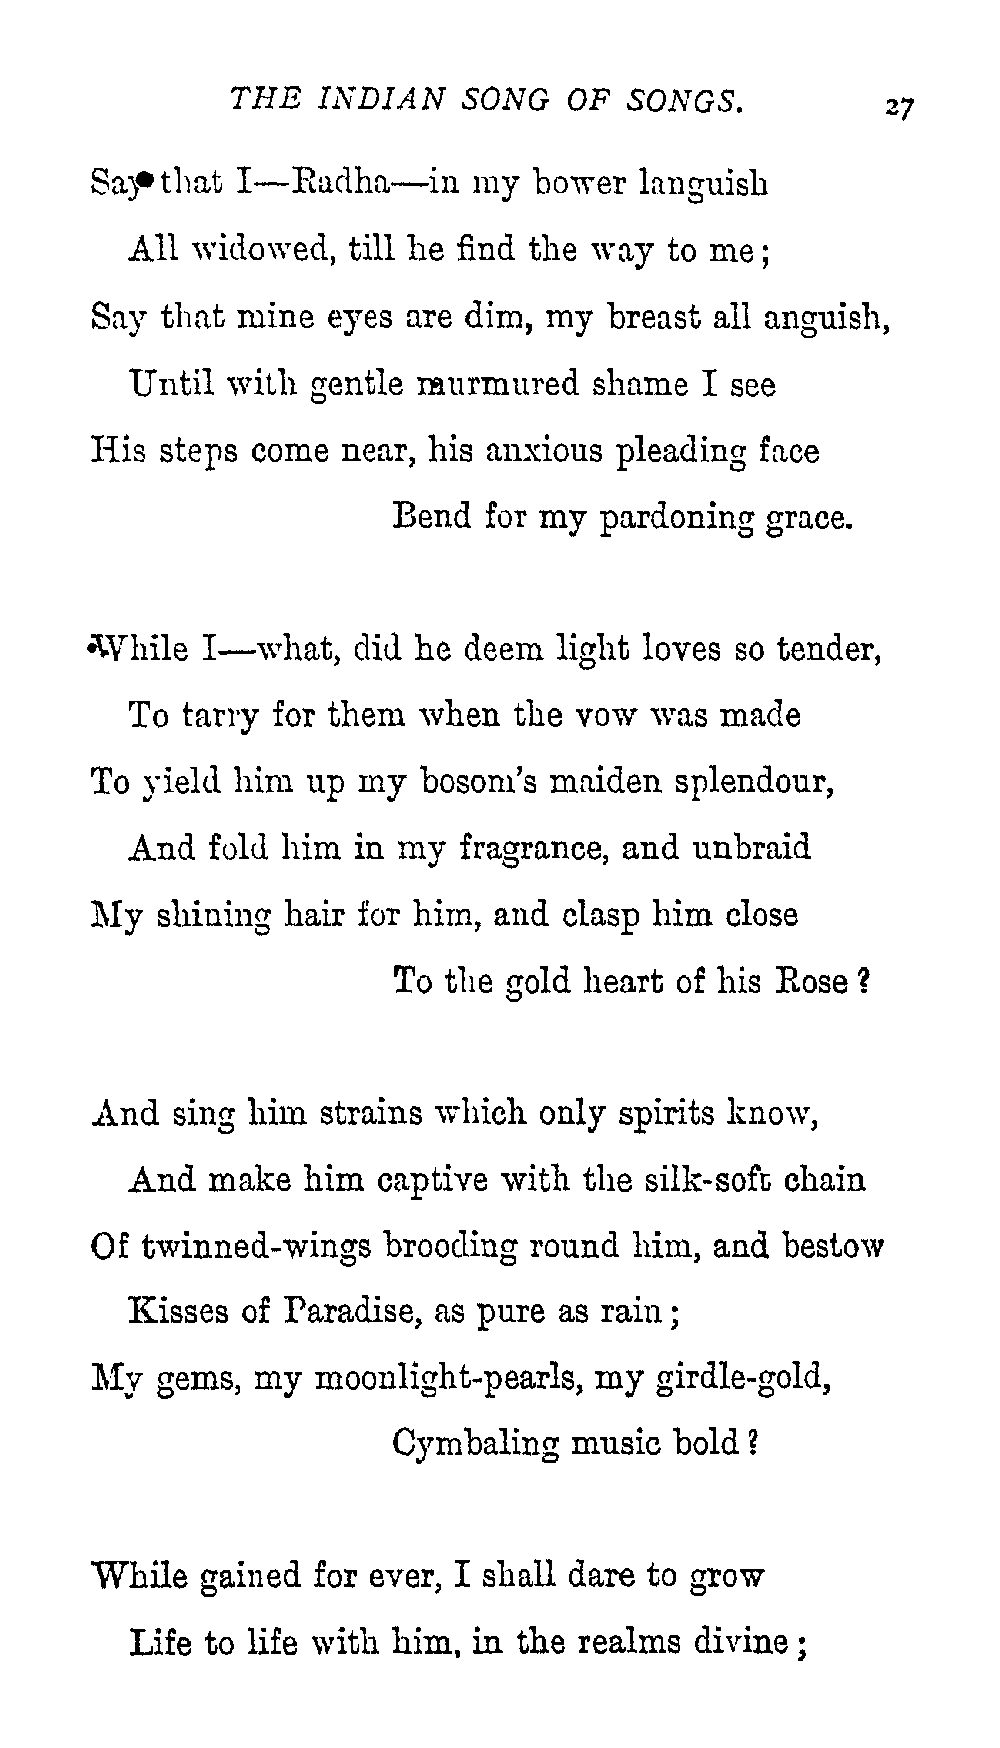 THE INDIAN SONG OF SONGS. 27
Say that I—Radha—in my bower languish
All widowed, till he find the way to me;
Say that mine eyes are dim, my breast all anguish,
Until with gentle murmured shame I see
His steps come near, his anxious pleading face
Bend for my pardoning grace.
While I—what, did he deem light loves so tender,
To tarry for them when the vow was made
To yield him up my bosom's maiden splendour,
And fold him in my fragrance, and unbraid
My shining hair for him, and clasp him close
To the gold heart of his Rose?
And sing him strains which only spirits know,
And make him captive with the silk-soft chain
Of twinned-wings brooding round him, and bestow
Kisses of Paradise, as pure as rain;
My gems, my moonlight-pearls, my girdle-gold,
Cymbaling music bold?
While gained for ever, I shall dare to grow
Life to life with him, in the realms divine;